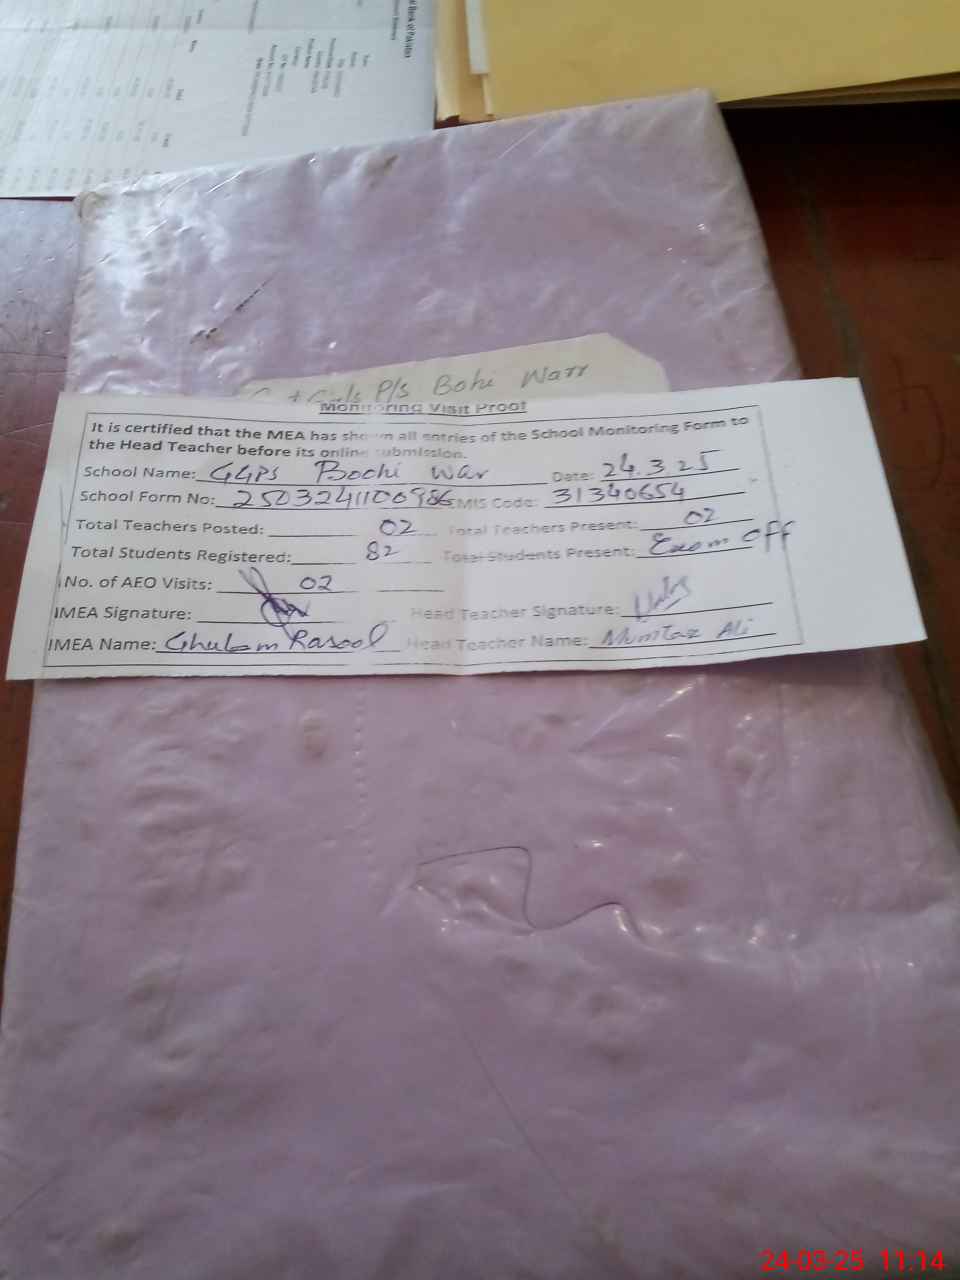 Bank of Pakistan
Girls P/S Bohi Warr
Monitoring Visit Proof
It is certified that the MEA has shown all entries of the School Monitoring Form to
the Head Teacher before its online submission.
School Name: GGPS Bochi War Date: 24.3.25
School Form No: 2503241100986 EMIS Code: 31340654
Total Teachers Posted: 02 Total Teachers Present: 02
Total Students Registered: 82 Total Students Present: Exam Off
No. of AEO Visits: 02
IMEA Signature: Head Teacher Signature:
IMEA Name: Ghulam Rasool Head Teacher Name: Mumtaz Ali
24-03-25 11:14